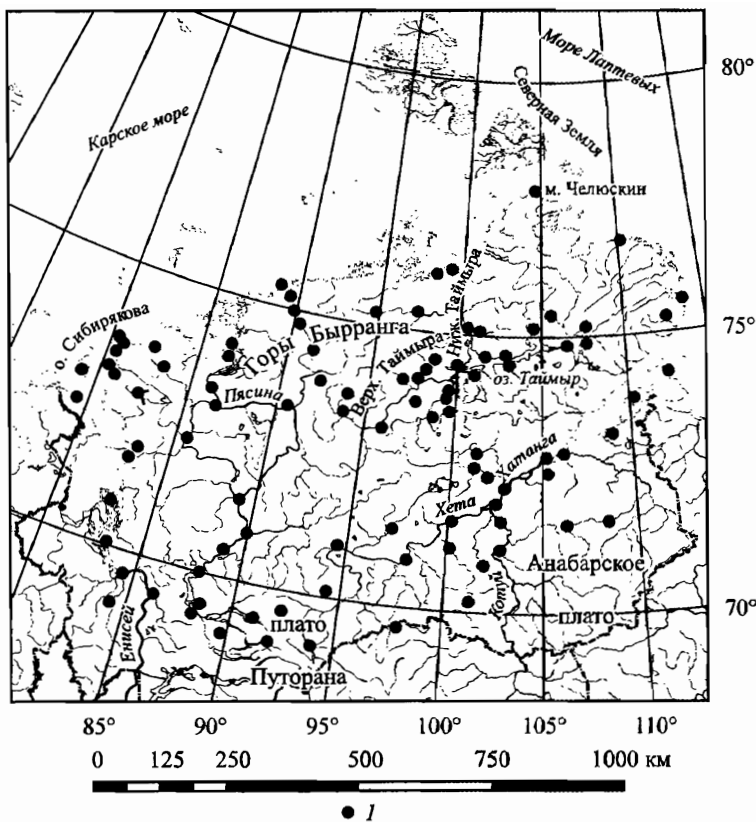 Море Лаптевых
80°
Северная Земля
Карское море
м. Челюскин
75°
о. Сибирякова
Горы Бырранга
Ниж. Таймыра
Верх. Таймыра
оз. Таймыр
Пясина
Хатанга
Хета
Котуй
Анабарское
плато
70°
Енисей
плато
Путорана
85° 90° 95° 100° 105° 110°
0 125 250 500 750 1000 км
1